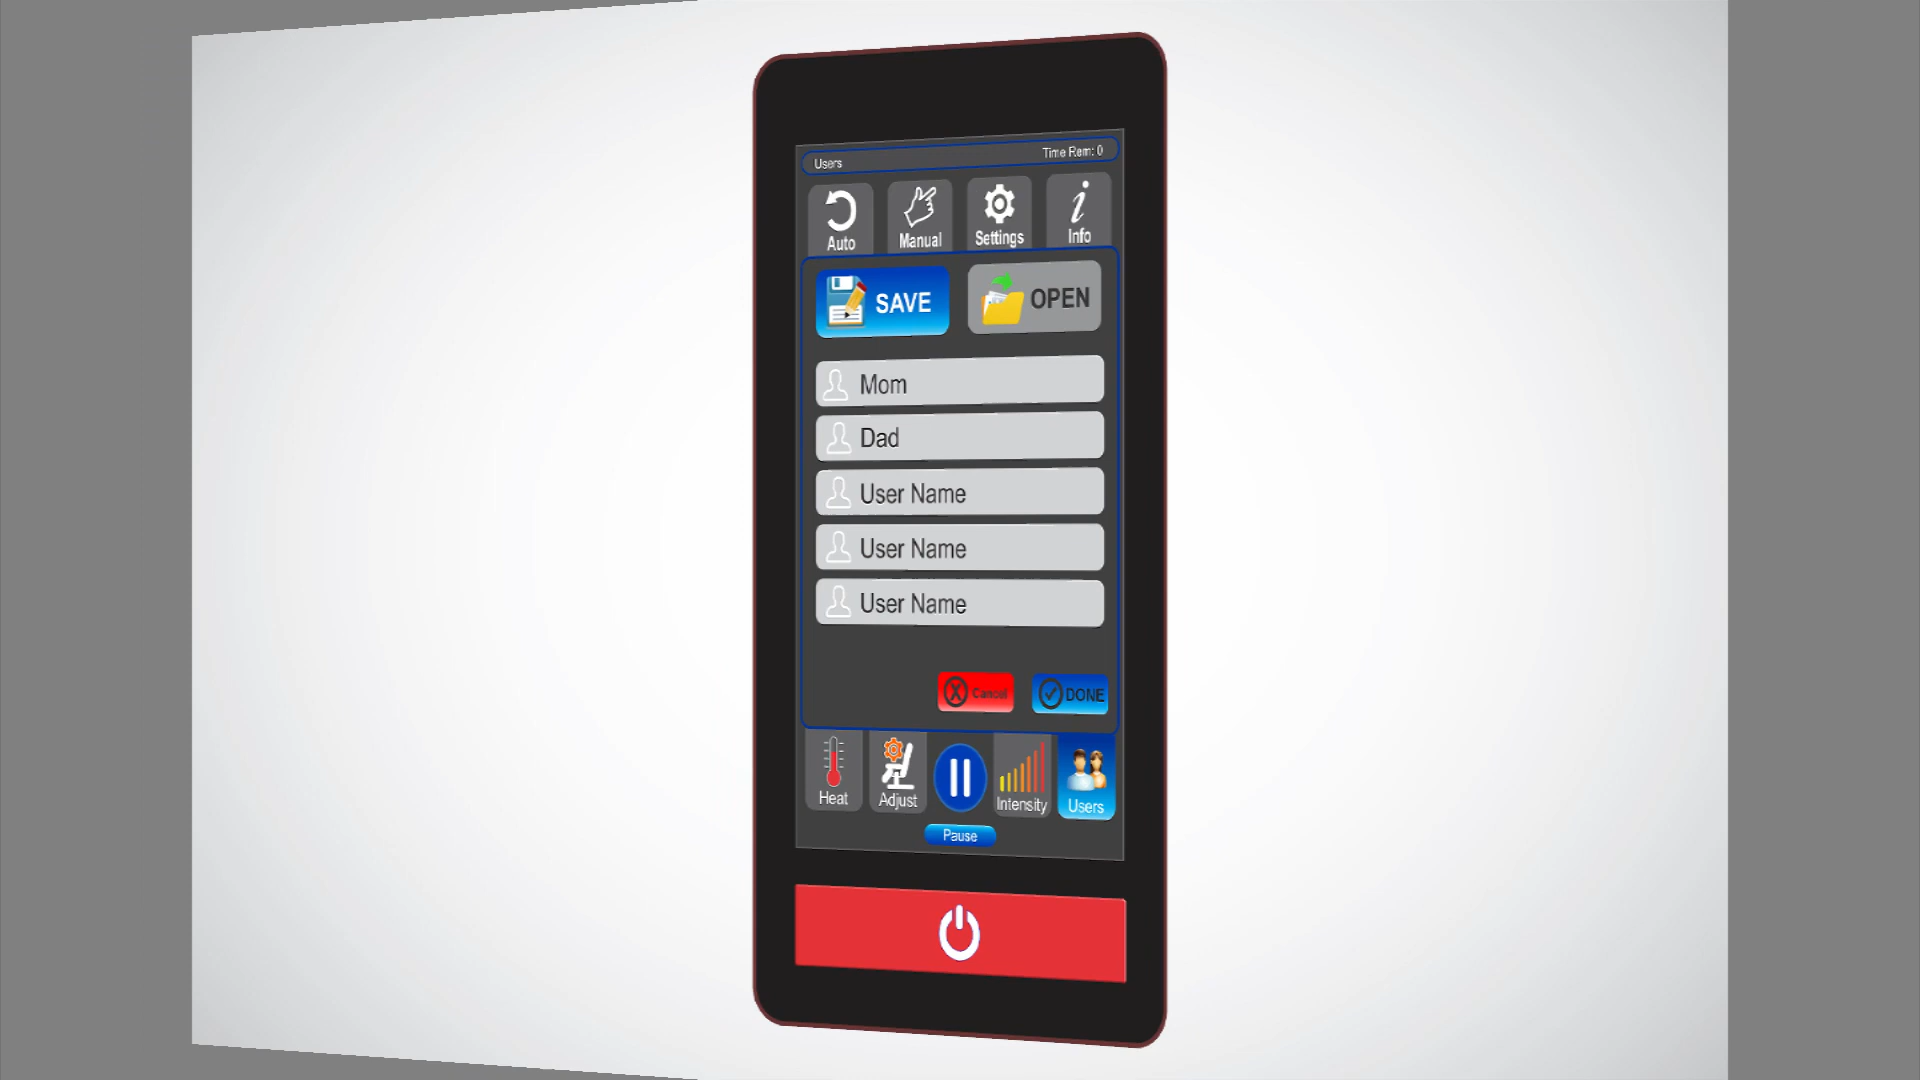 Users Time Rem: 0
Auto Manual Settings Info
SAVE OPEN
Mom
Dad
User Name
User Name
User Name
Cancel DONE
Heat Adjust Intensity Users
Pause